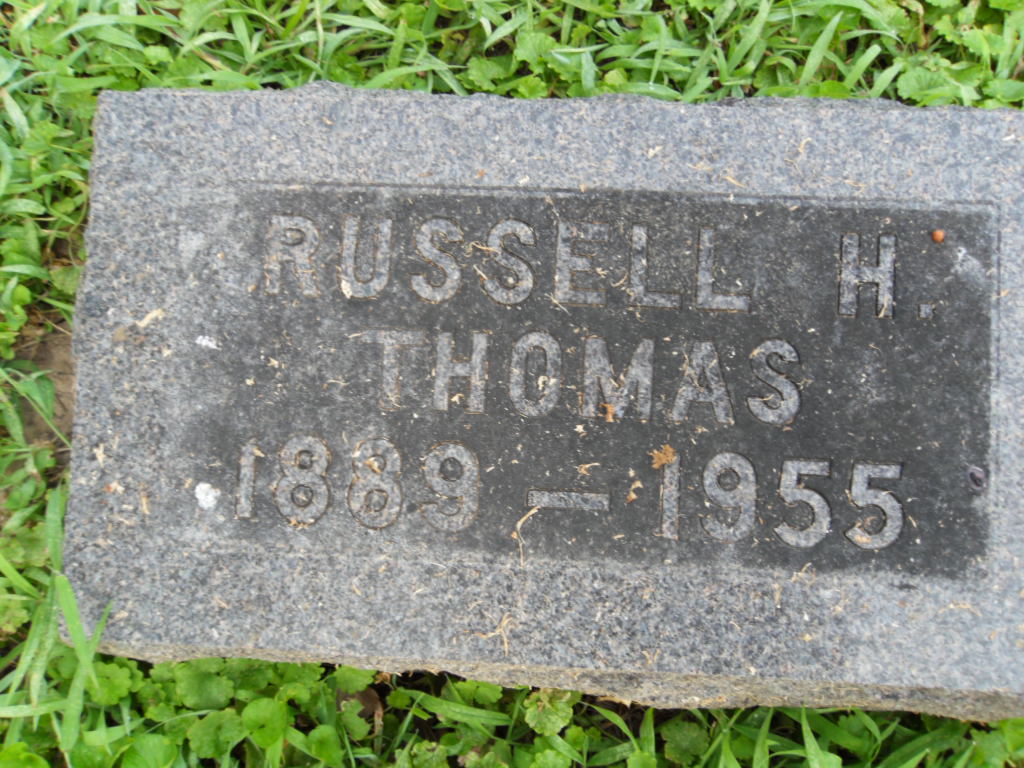 RUSSELL H.
THOMAS
1889 — 1955